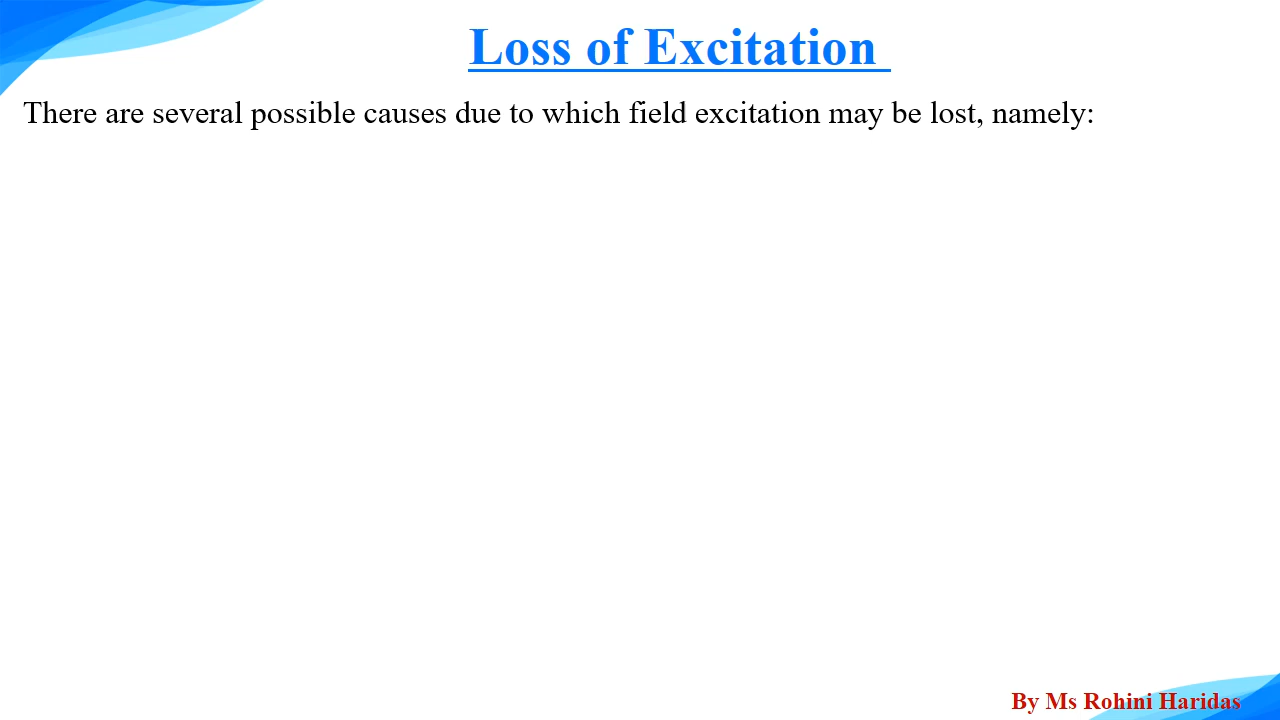 Loss of Excitation
There are several possible causes due to which field excitation may be lost, namely:
By Ms Rohini Haridas